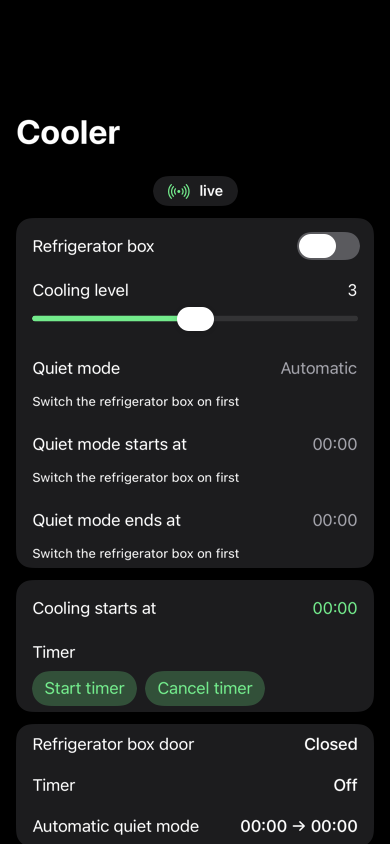 Cooler
live
Refrigerator box
Cooling level 3
Quiet mode Automatic
Switch the refrigerator box on first
Quiet mode starts at 00:00
Switch the refrigerator box on first
Quiet mode ends at 00:00
Switch the refrigerator box on first
Cooling starts at 00:00
Timer
Start timer Cancel timer
Refrigerator box door Closed
Timer Off
Automatic quiet mode 00:00 → 00:00